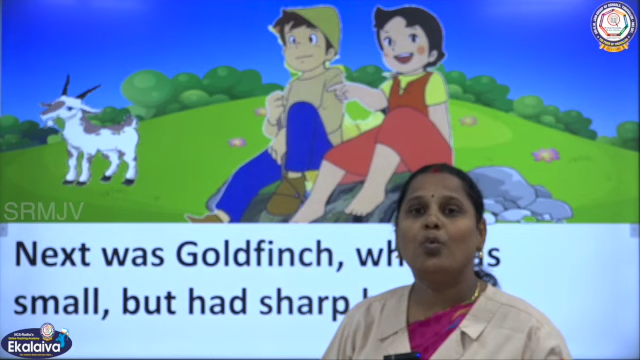 SRMJV
Next was Goldfinch, wh s
small, but had sharp
Ekalaiva